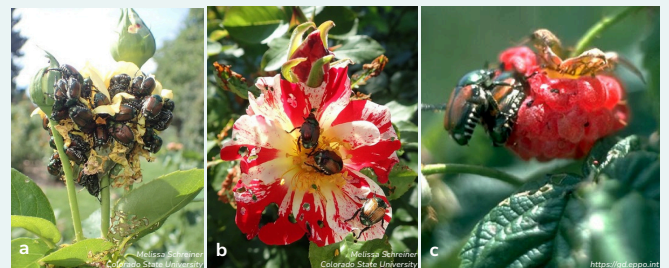 a
Melissa Schreiner
Colorado State University
b
Melissa Schreiner
Colorado State University
c
https://gd.eppo.int